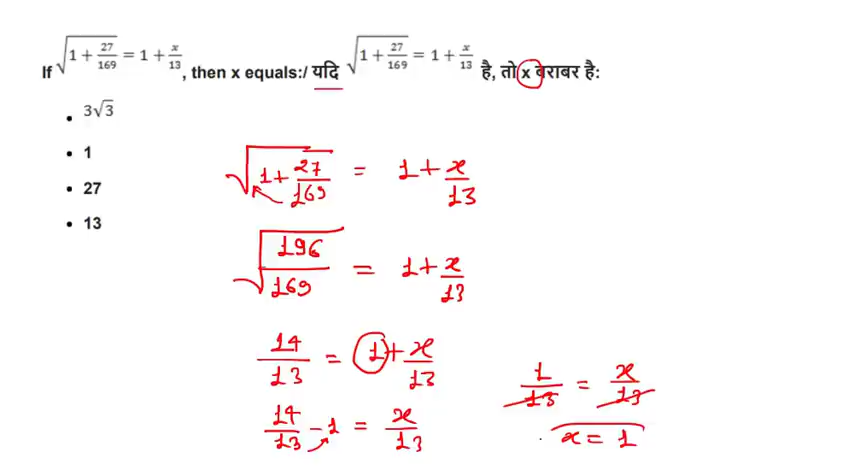 If √(1 + 27/169) = 1 + x/13, then x equals:/ यदि √(1 + 27/169) = 1 + x/13 है, तो x बराबर है:
• 3√3
• 1
• 27
• 13
√(1 + 27/169) = 1 + x/13
√(196/169) = 1 + x/13
14/13 = 1 + x/13
14/13 - 1 = x/13
1/13 = x/13
x = 1